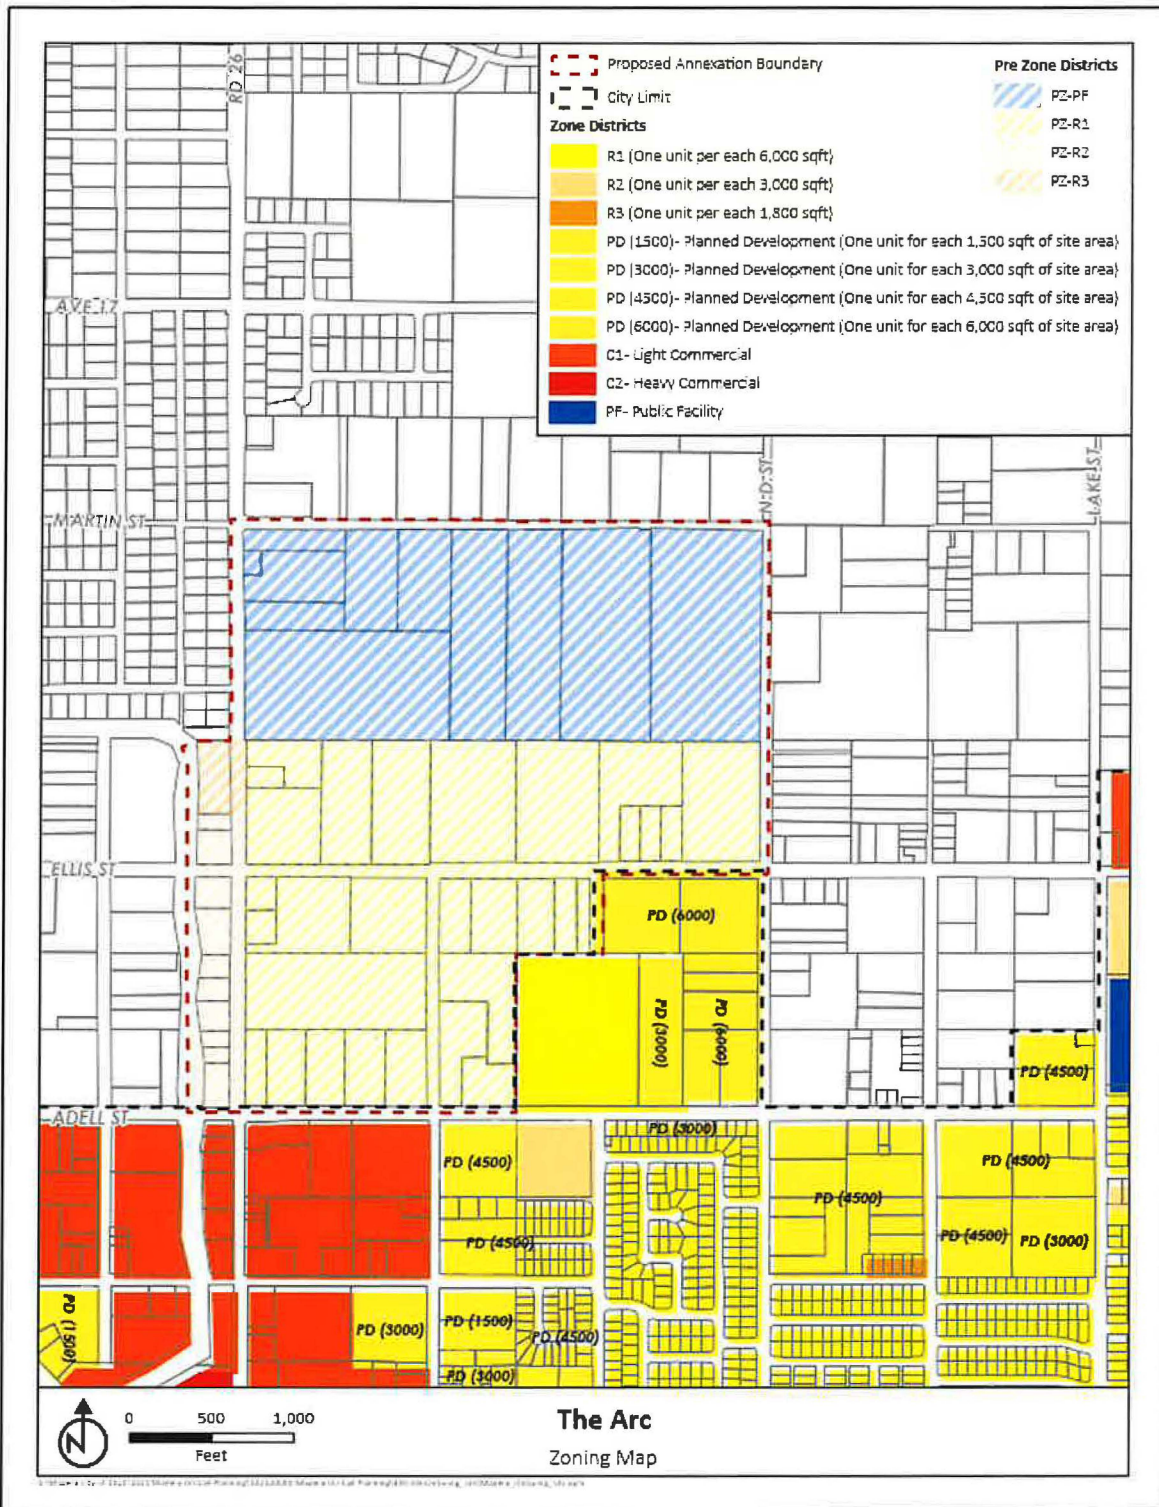 Proposed Annexation Boundary
City Limit
Zone Districts
R1 (One unit per each 6,000 sqft)
R2 (One unit per each 3,000 sqft)
R3 (One unit per each 1,800 sqft)
PD (1500)- Planned Development (One unit for each 1,500 sqft of site area)
PD (3000)- Planned Development (One unit for each 3,000 sqft of site area)
PD (4500)- Planned Development (One unit for each 4,500 sqft of site area)
PD (6000)- Planned Development (One unit for each 6,000 sqft of site area)
C1- Light Commercial
C2- Heavy Commercial
PF- Public Facility
Pre Zone Districts
PZ-PF
PZ-R1
PZ-R2
PZ-R3
RD 26
AVE 17
N D ST
LAKE ST
MARTIN ST
ELLIS ST
PD (6000)
PD (3000)
PD (6000)
PD (4500)
ADELL ST
PD (3000)
PD (4500)
PD (4500)
PD (4500)
PD (4500)
PD (4500)
PD (3000)
PD (1500)
PD (3000)
PD (1500)
PD (4500)
PD (3000)
N
0 500 1,000
Feet
The Arc
Zoning Map